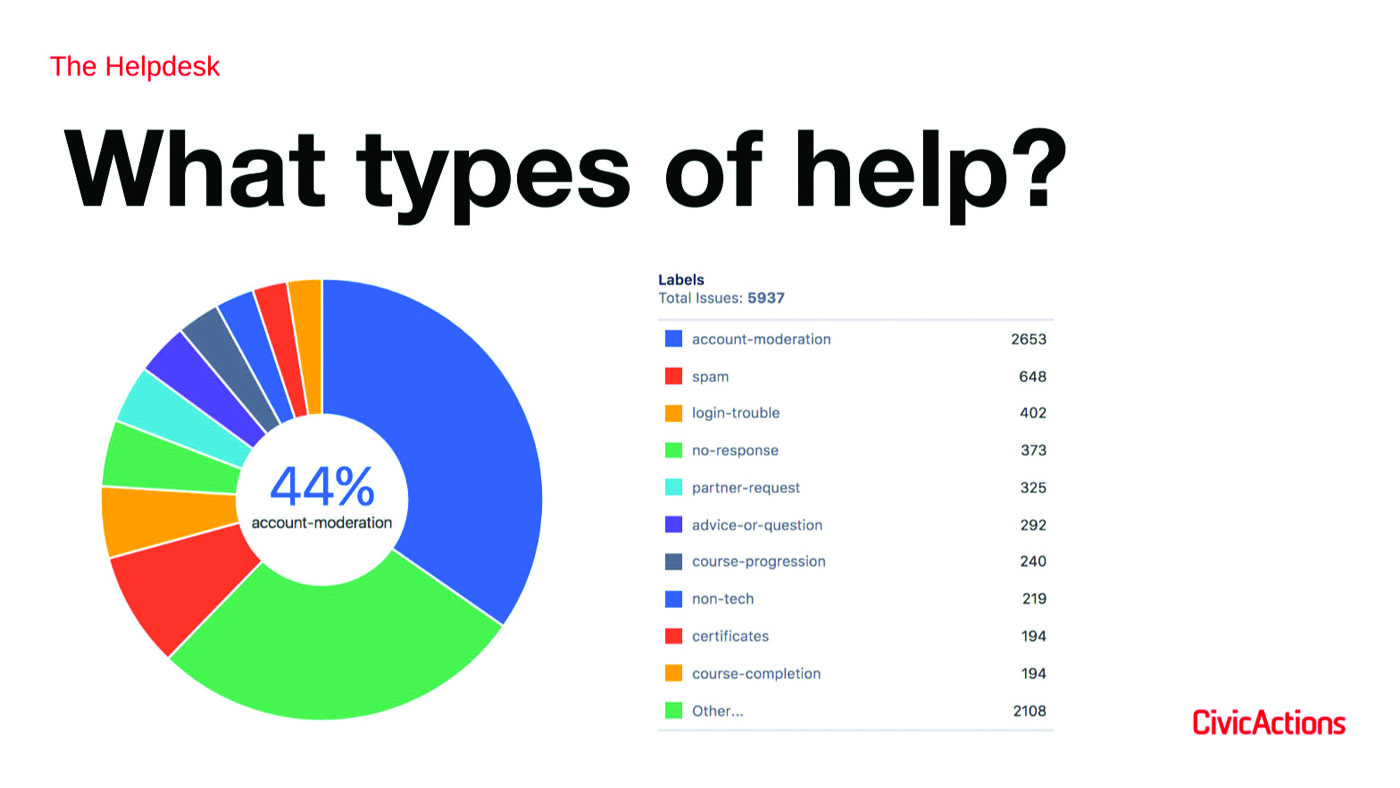 The Helpdesk
What types of help?
44%
account-moderation
Labels
Total Issues: 5937
account-moderation 2653
spam 648
login-trouble 402
no-response 373
partner-request 325
advice-or-question 292
course-progression 240
non-tech 219
certificates 194
course-completion 194
Other... 2108
CivicActions